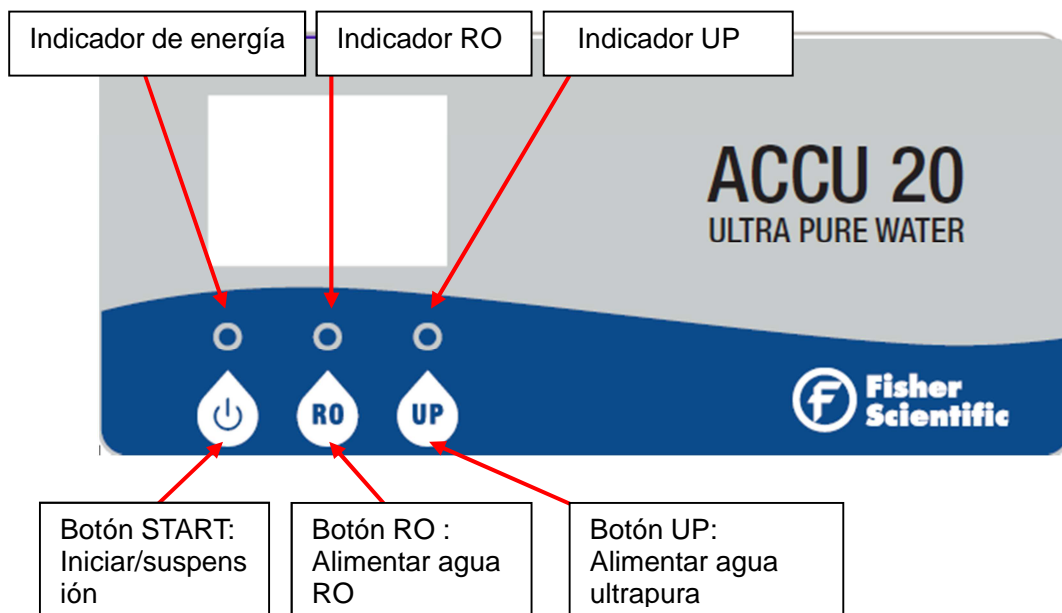 Indicador de energía
Indicador RO
Indicador UP
ACCU 20
ULTRA PURE WATER
RO
UP
Fisher
Scientific
Botón START:
Iniciar/suspens
ión
Botón RO :
Alimentar agua
RO
Botón UP:
Alimentar agua
ultrapura